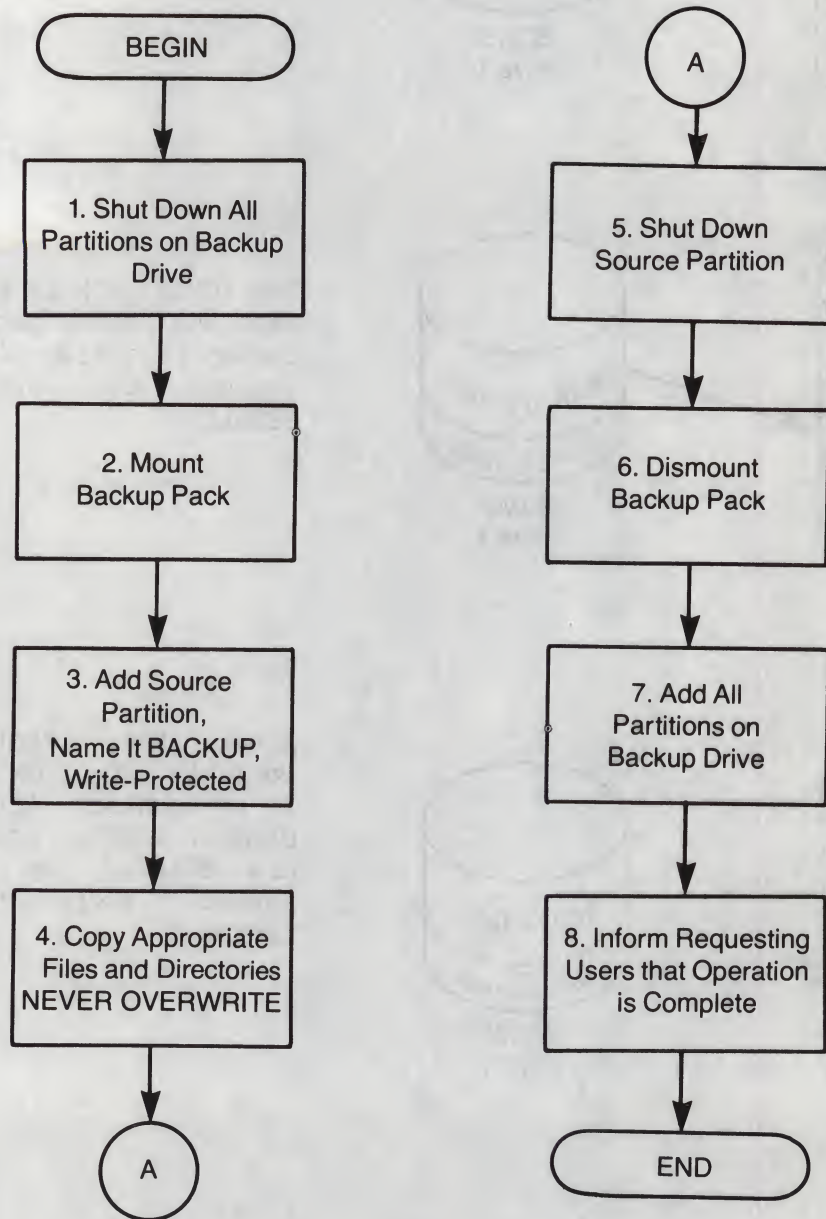 BEGIN
1. Shut Down All
Partitions on Backup
Drive
2. Mount
Backup Pack
3. Add Source
Partition,
Name It BACKUP,
Write-Protected
4. Copy Appropriate
Files and Directories
NEVER OVERWRITE
A
A
5. Shut Down
Source Partition
6. Dismount
Backup Pack
7. Add All
Partitions on
Backup Drive
8. Inform Requesting
Users that Operation
is Complete
END